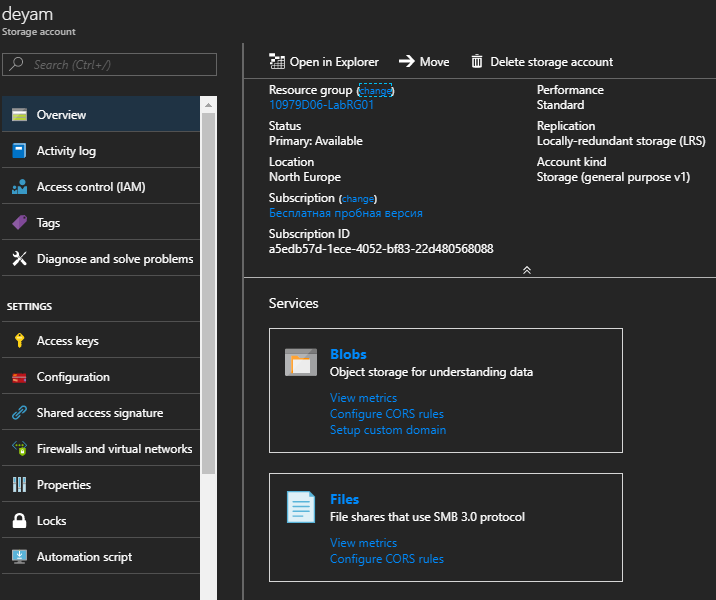 deyam
Storage account
Search (Ctrl+/)
Overview
Activity log
Access control (IAM)
Tags
Diagnose and solve problems
SETTINGS
Access keys
Configuration
Shared access signature
Firewalls and virtual networks
Properties
Locks
Automation script
Open in Explorer
Move
Delete storage account
Resource group (change)
10979D06-LabRG01
Status
Primary: Available
Location
North Europe
Subscription (change)
Бесплатная пробная версия
Subscription ID
a5edb57d-1ece-4052-bf83-22d480568088
Performance
Standard
Replication
Locally-redundant storage (LRS)
Account kind
Storage (general purpose v1)
Services
Blobs
Object storage for understanding data
View metrics
Configure CORS rules
Setup custom domain
Files
File shares that use SMB 3.0 protocol
View metrics
Configure CORS rules